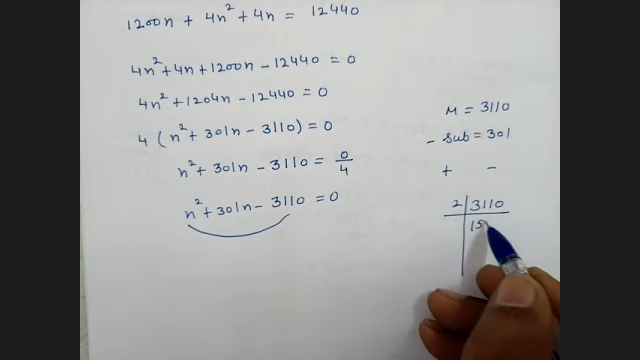 1200n + 4n² + 4n = 12440
4n² + 4n + 1200n - 12440 = 0
4n² + 1204n - 12440 = 0
4 ( n² + 301n - 3110 ) = 0
n² + 301n - 3110 = 0/4
n² + 301n - 3110 = 0
M = 3110
- Sub = 301
+ -
2 | 3110
15